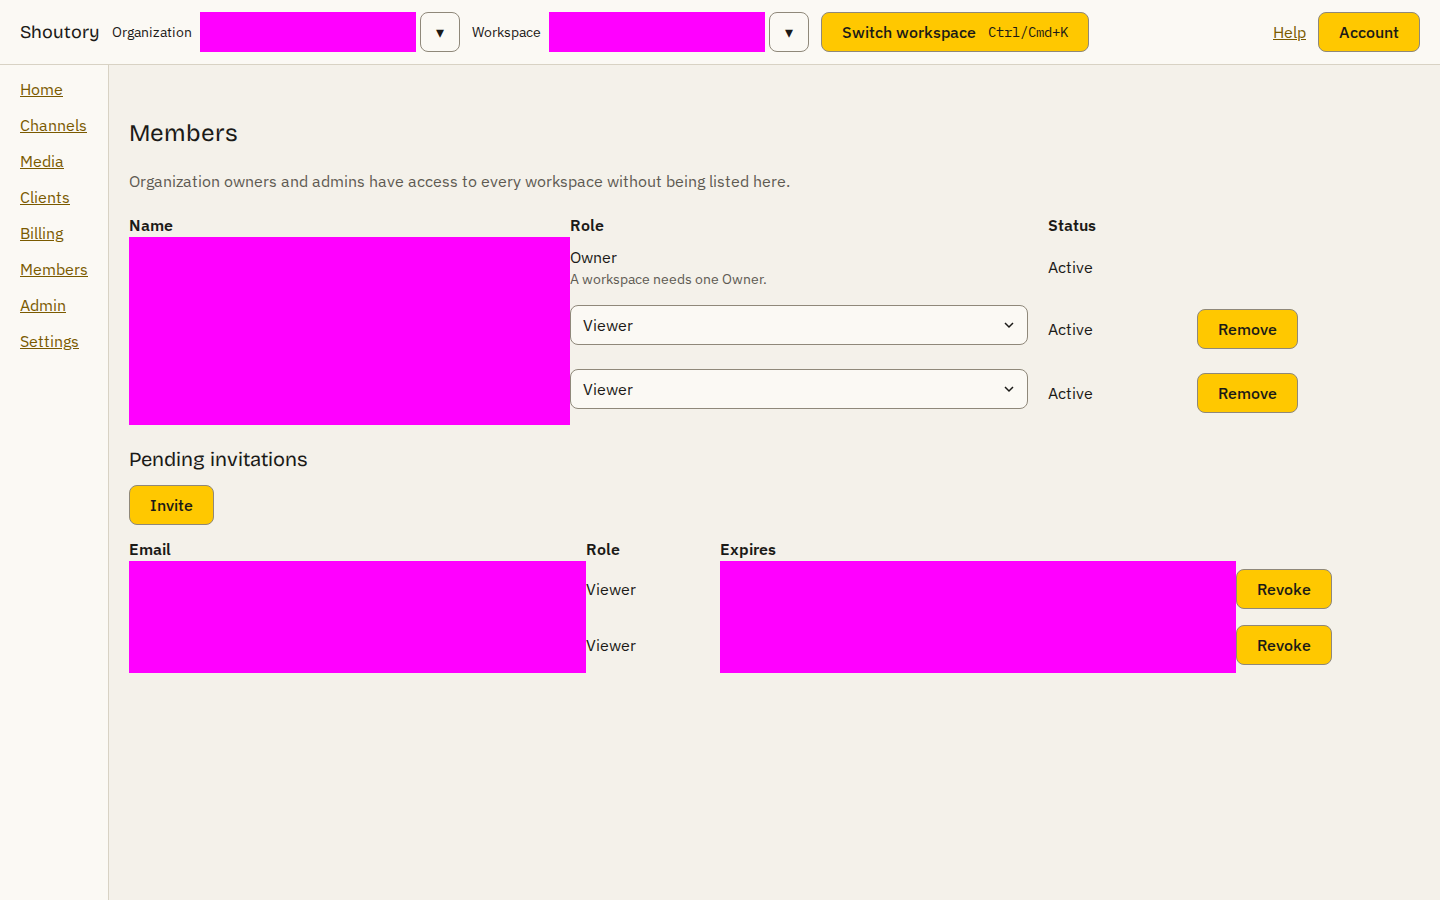 Shoutory Organization ▼ Workspace ▼ Switch workspace Ctrl/Cmd+K Help Account
Home
Channels
Media
Clients
Billing
Members
Admin
Settings
Members
Organization owners and admins have access to every workspace without being listed here.
Name Role Status
Owner
A workspace needs one Owner.
Active
Viewer Active Remove
Viewer Active Remove
Pending invitations
Invite
Email Role Expires
Viewer Revoke
Viewer Revoke